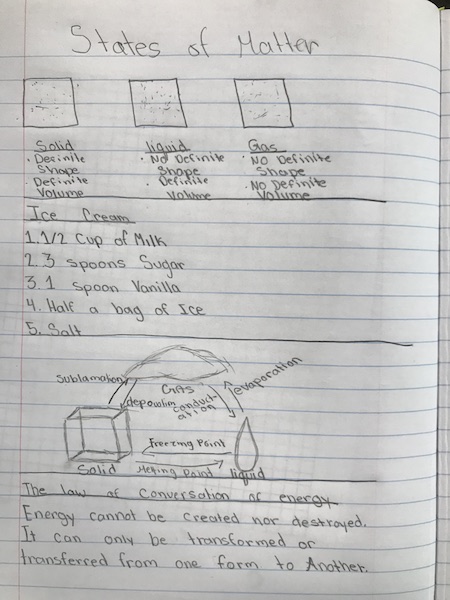 States of Matter
Solid
· Definite
Shape
· Definite
Volume
liquid
· No Definite
Shape
Definite
Volume
Gas
· No Definite
Shape
· No Definite
Volume
Ice Cream
1. 1/2 Cup of Milk
2. 3 spoons Sugar
3. 1 spoon Vanilla
4. Half a bag of Ice
5. Salt
Sublamation
Gas
evaporation
conduct-
ation
Freezing Point
Melting Point
Solid
liquid
The law of conversation of energy
Energy cannot be created nor destroyed.
It can only be transformed or
transferred from one form to Another.